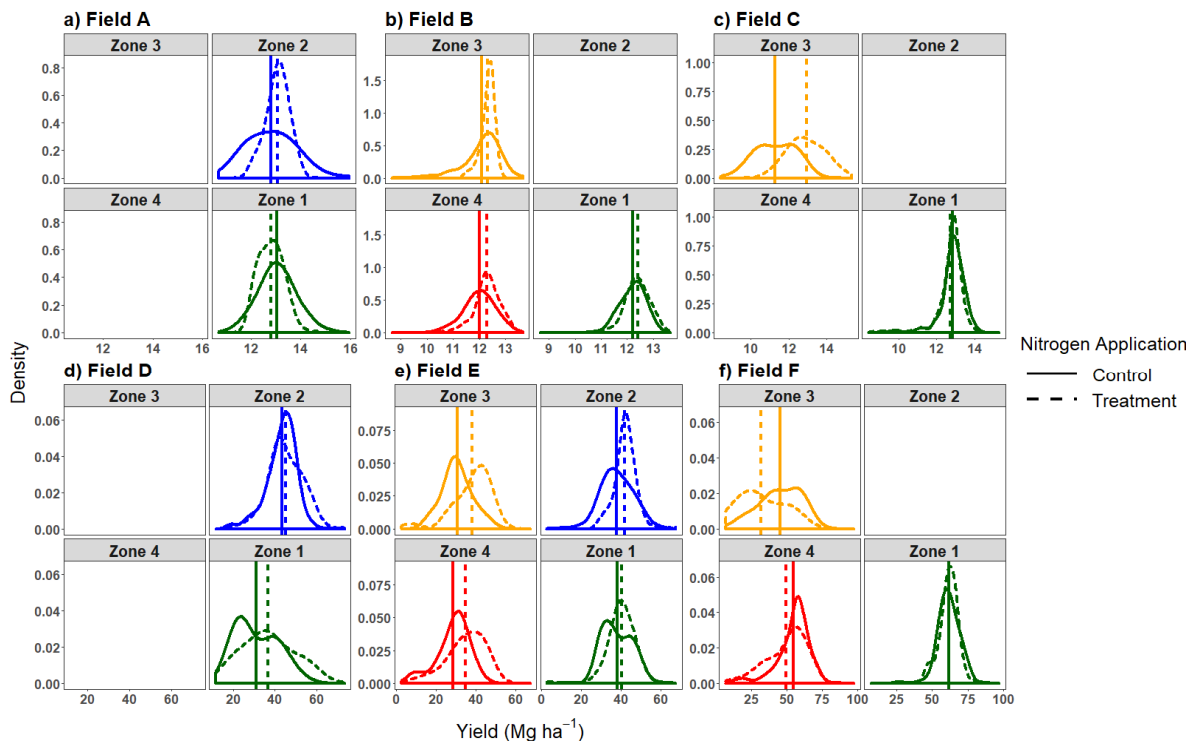 a) Field A
b) Field B
c) Field C
Zone 3
Zone 2
Zone 3
Zone 2
Zone 3
Zone 2
0.8
0.6
0.4
0.2
0.0
1.5
1.0
0.5
0.0
1.00
0.75
0.50
0.25
0.00
Zone 4
Zone 1
Zone 4
Zone 1
Zone 4
Zone 1
0.8
0.6
0.4
0.2
0.0
1.5
1.0
0.5
0.0
1.00
0.75
0.50
0.25
0.00
12 13 14 16
12 13 14 16
9 10 11 12 13
9 10 11 12 13
10 12 14
10 12 14
Density
d) Field D
e) Field E
f) Field F
Zone 3
Zone 2
Zone 3
Zone 2
Zone 3
Zone 2
0.06
0.04
0.02
0.00
0.075
0.050
0.025
0.000
0.06
0.04
0.02
0.00
Zone 4
Zone 1
Zone 4
Zone 1
Zone 4
Zone 1
0.06
0.04
0.02
0.00
0.075
0.050
0.025
0.000
0.06
0.04
0.02
0.00
20 40 60
20 40 60
20 40 60
20 40 60
25 50 75 100
25 50 75 100
Yield (Mg ha⁻¹)
Nitrogen Application
Control
Treatment